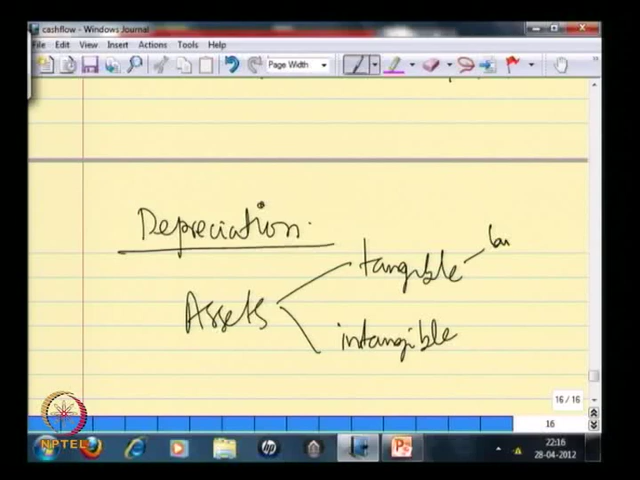 cashflow - Windows Journal
File Edit View Insert Actions Tools Help
Page Width
Depreciation.
tangible
Assets
intangible
16 / 16
16
NPTEL
22:16
28-04-2012